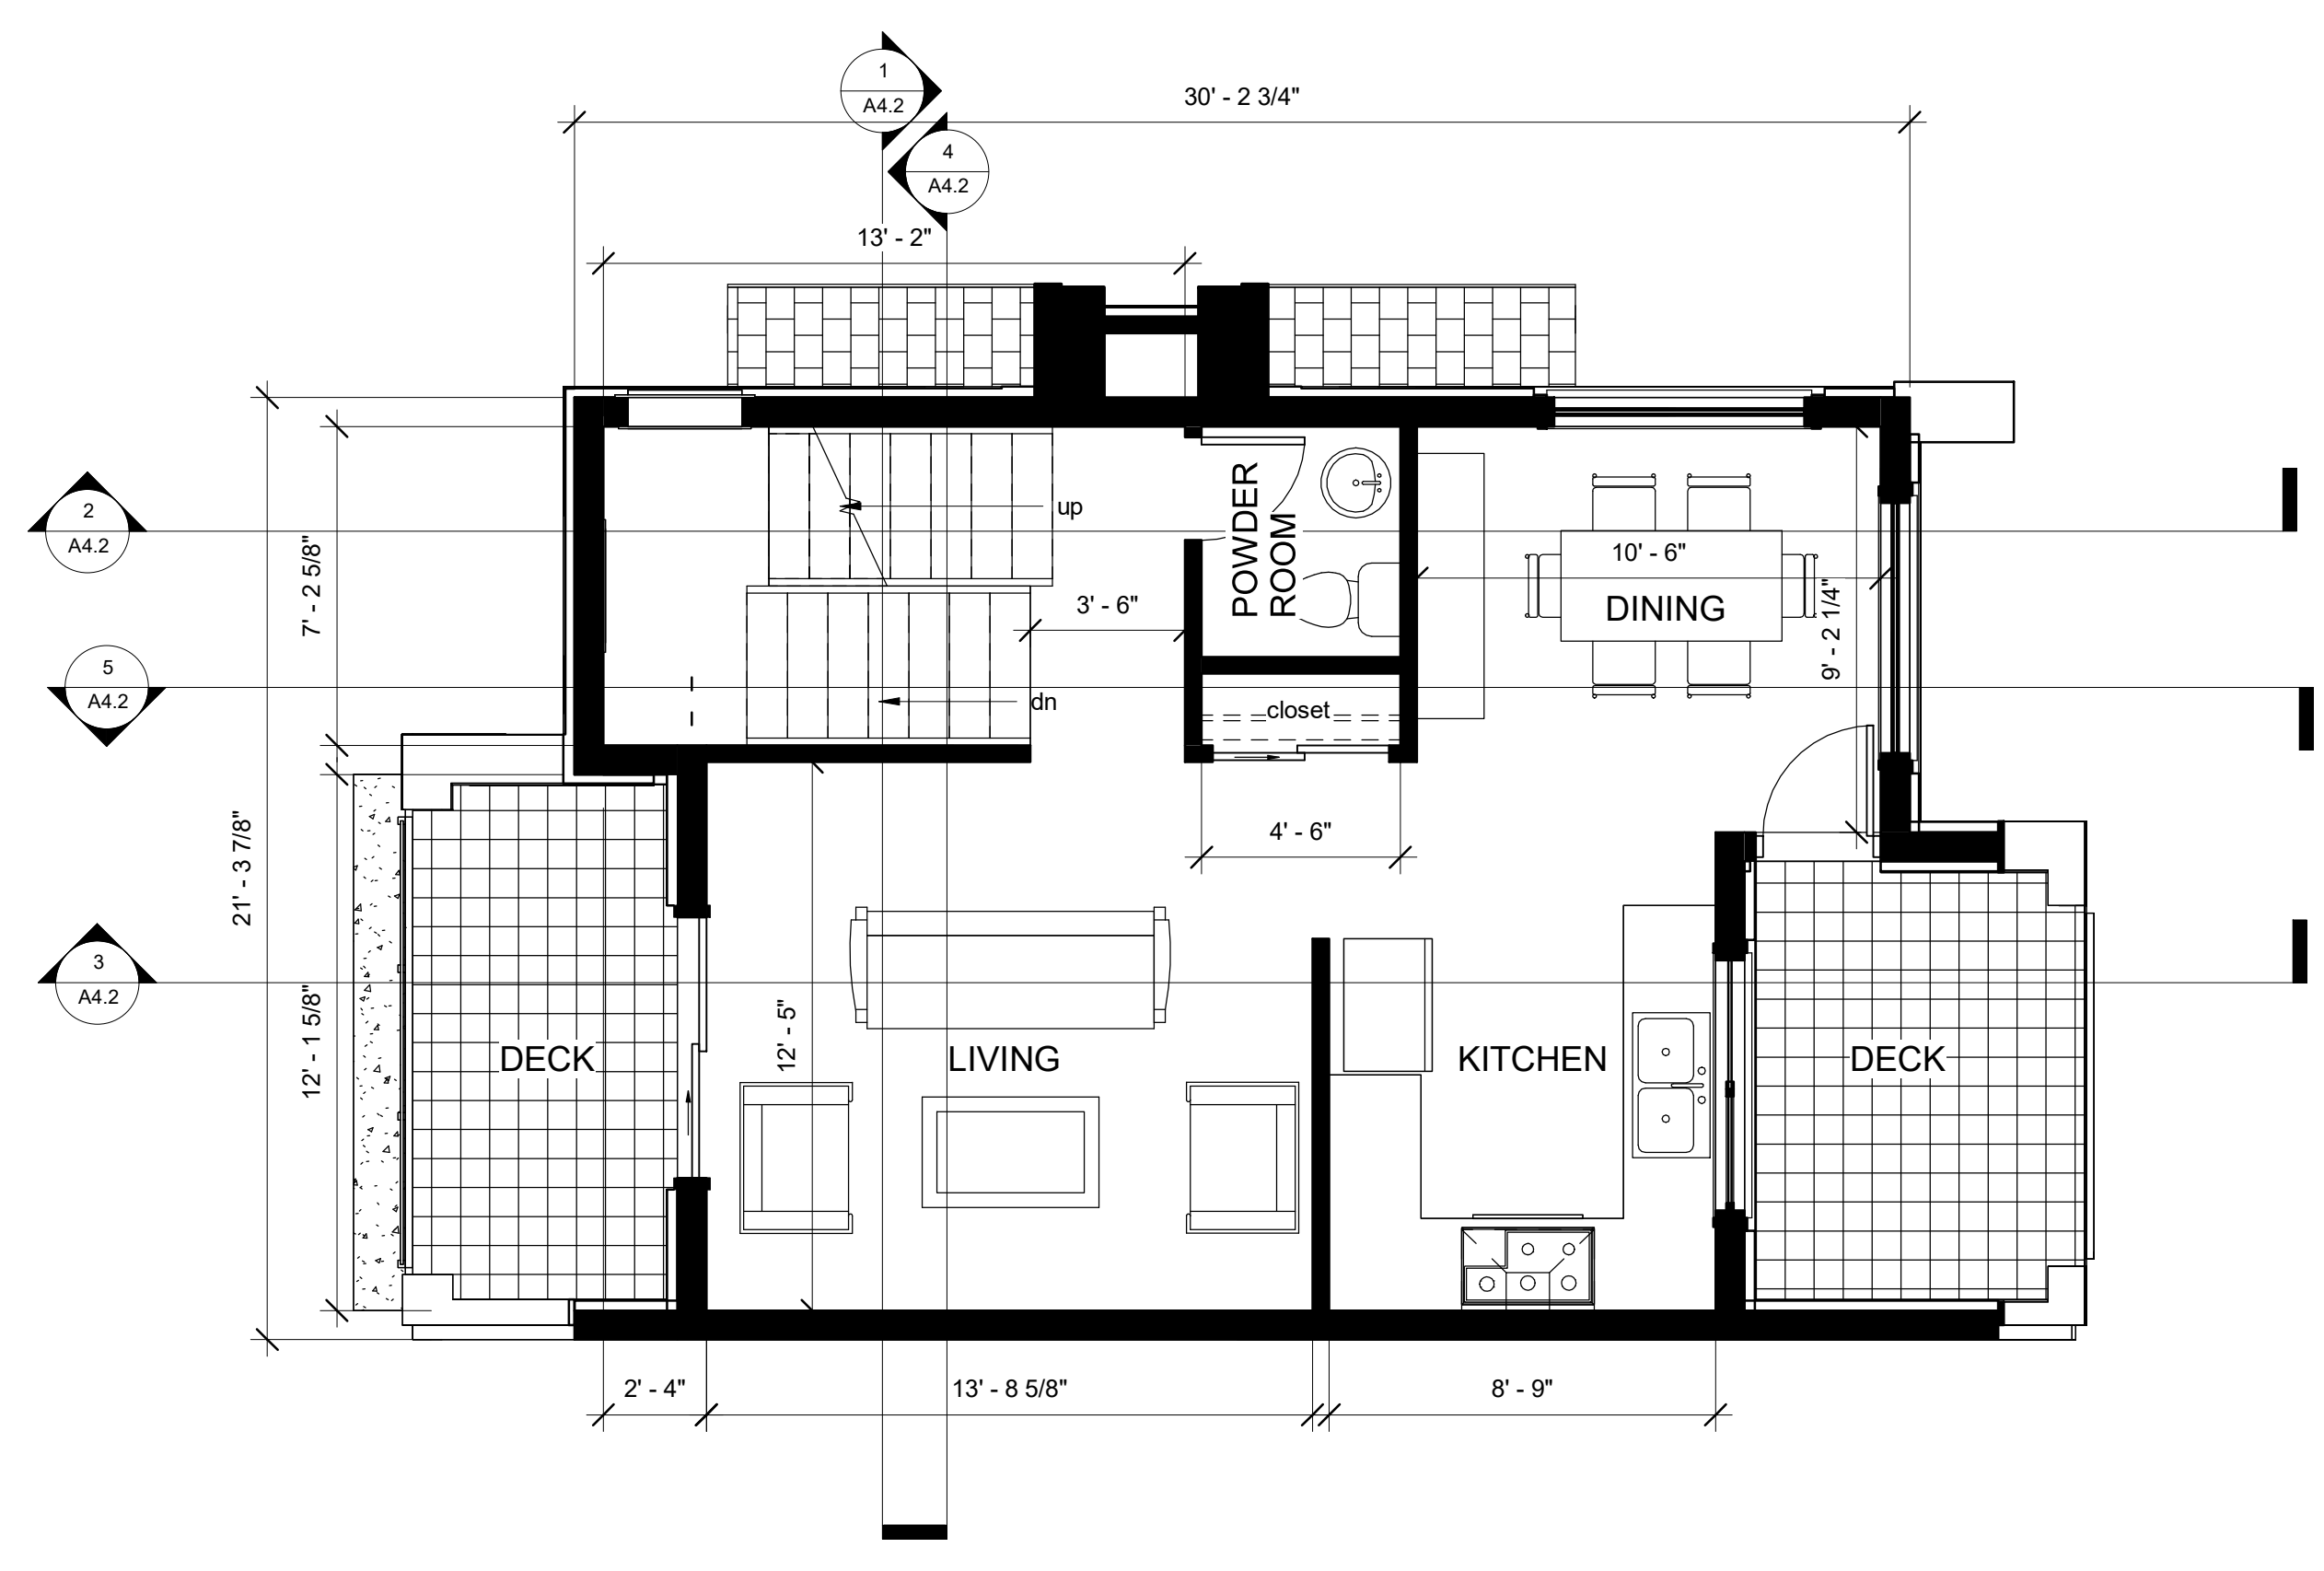 1
A4.2
30' - 2 3/4"
4
A4.2
13' - 2"
2
A4.2
up
POWDER
ROOM
10' - 6"
DINING
7' - 2 5/8"
3' - 6"
9' - 2 1/4"
5
A4.2
dn
closet
4' - 6"
21' - 3 7/8"
3
A4.2
12' - 1 5/8"
DECK
12' - 5"
LIVING
KITCHEN
DECK
2' - 4"
13' - 8 5/8"
8' - 9"